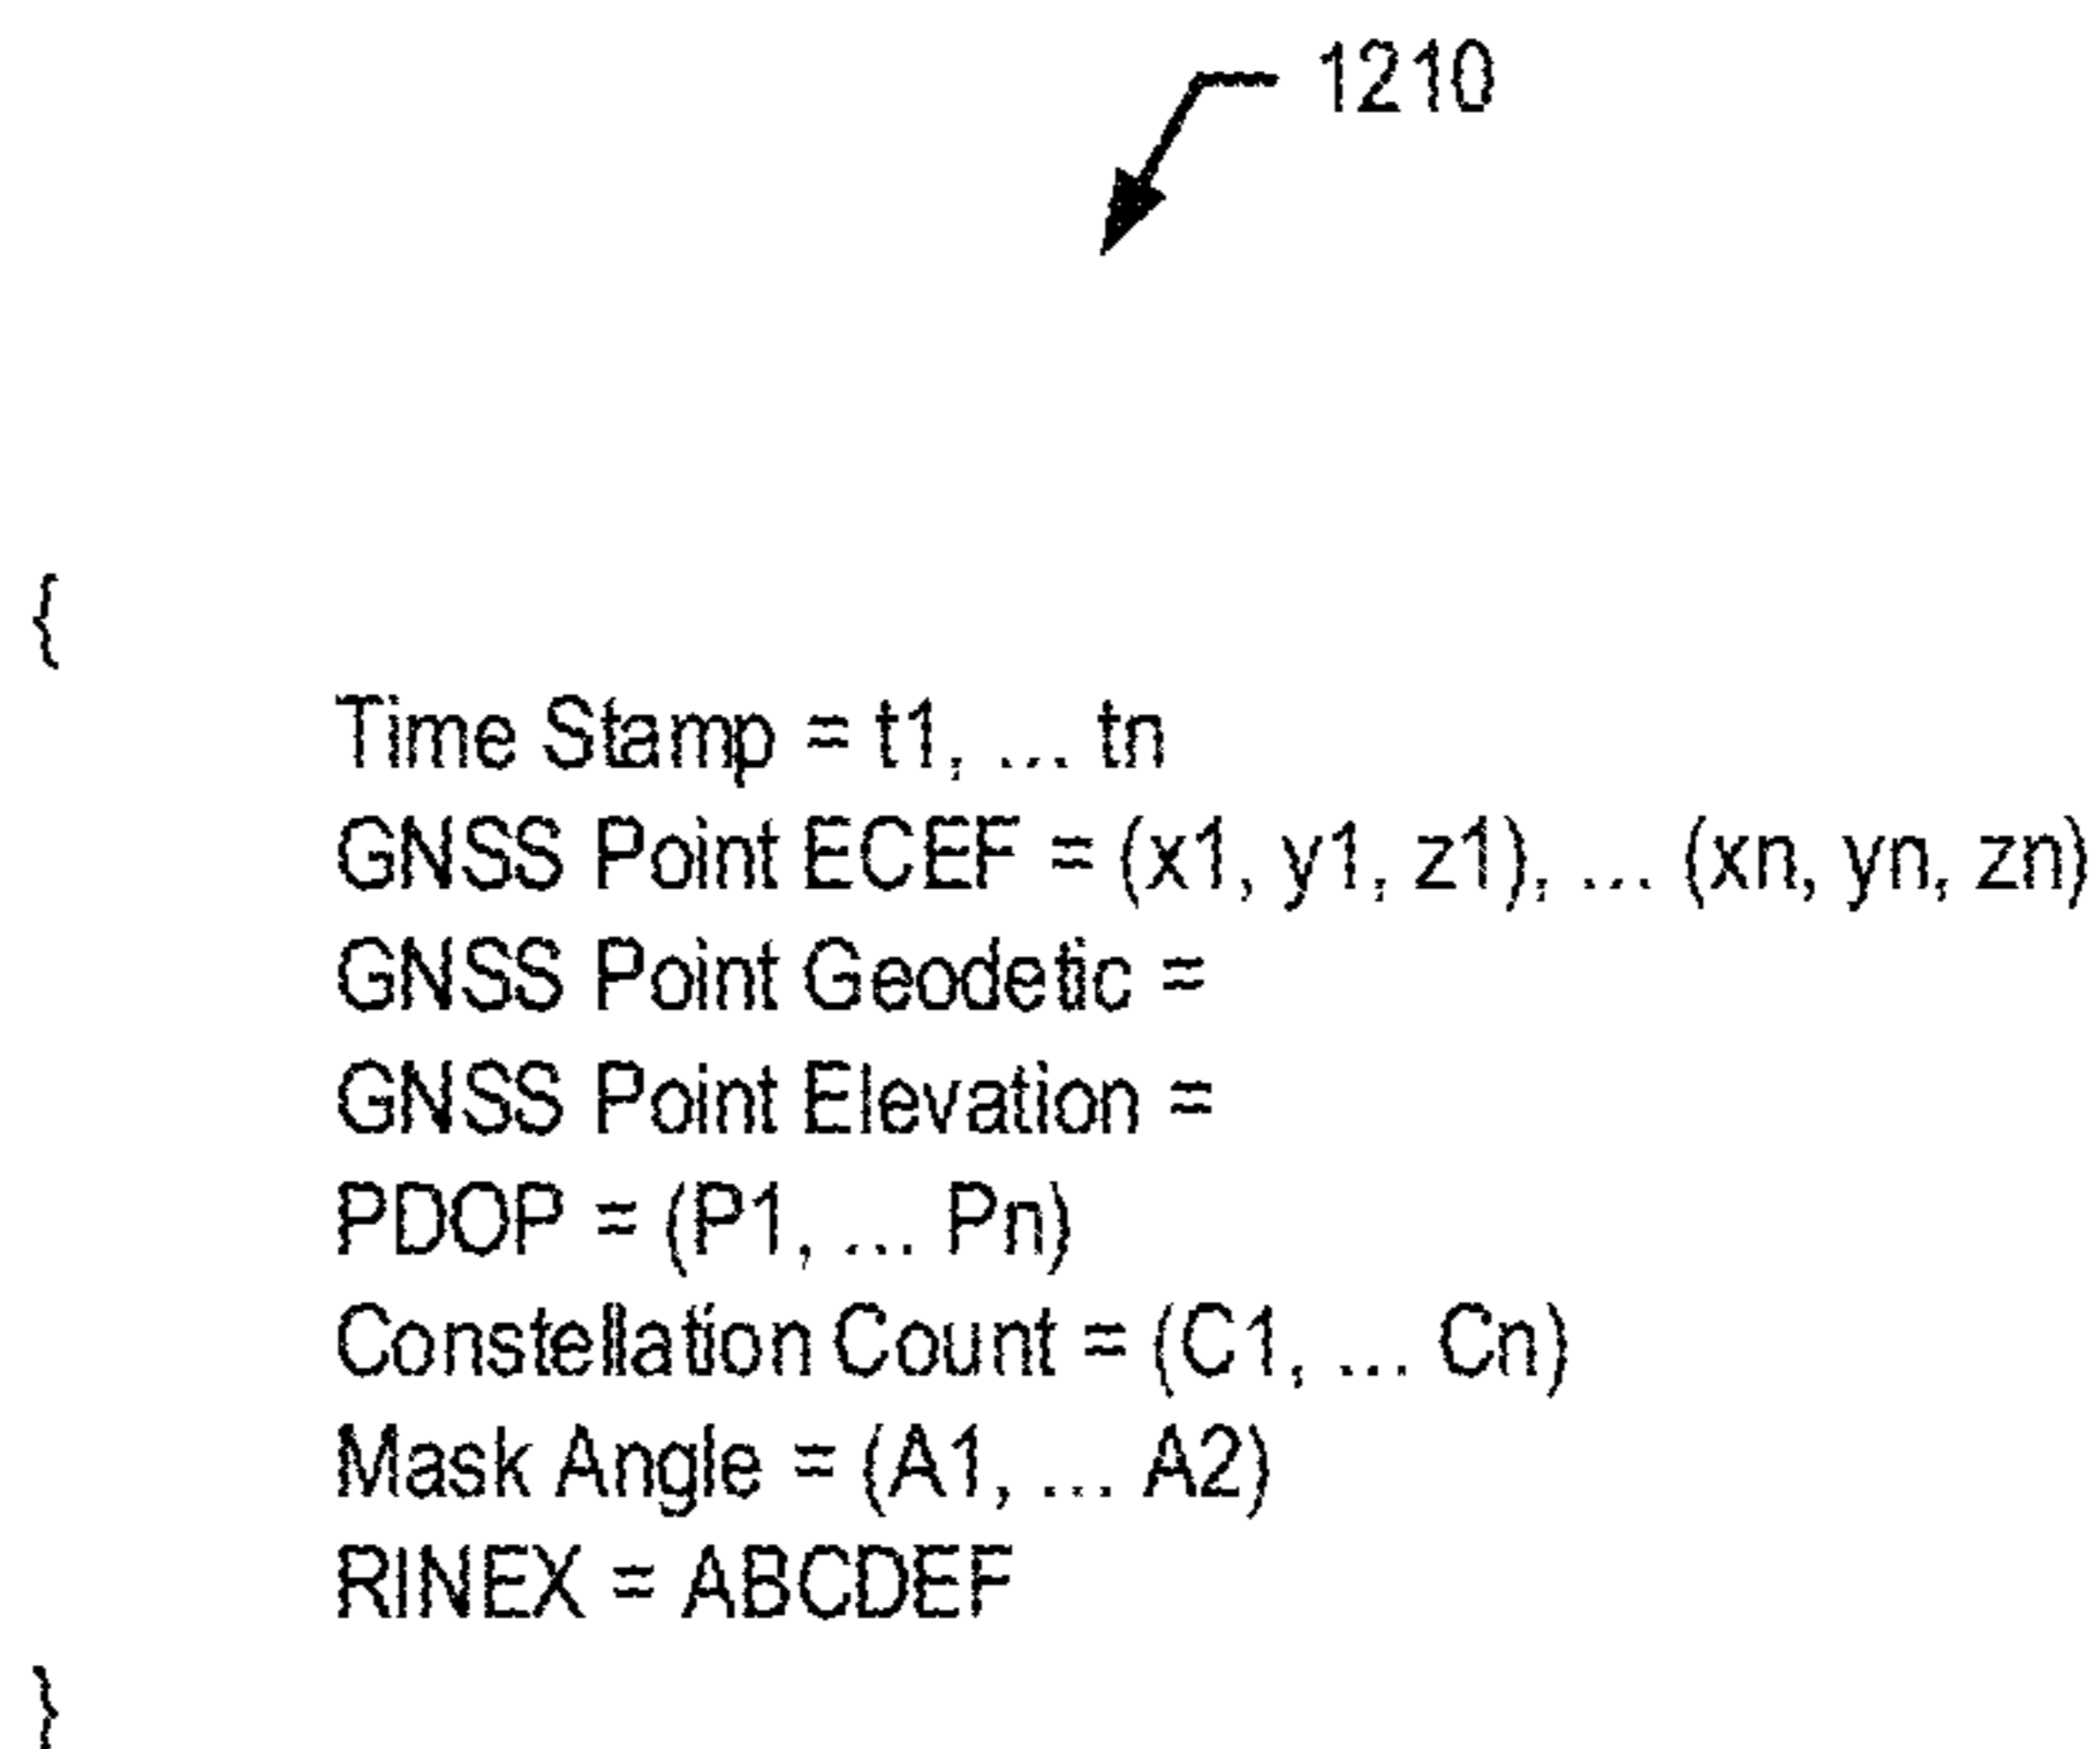 1210
{
Time Stamp = t1, ... tn
GNSS Point ECEF = (x1, y1, z1), ... (xn, yn, zn)
GNSS Point Geodetic =
GNSS Point Elevation =
PDOP = (P1, ... Pn)
Constellation Count = (C1, ... Cn)
Mask Angle = (A1, ... A2)
RINEX = ABCDEF
}